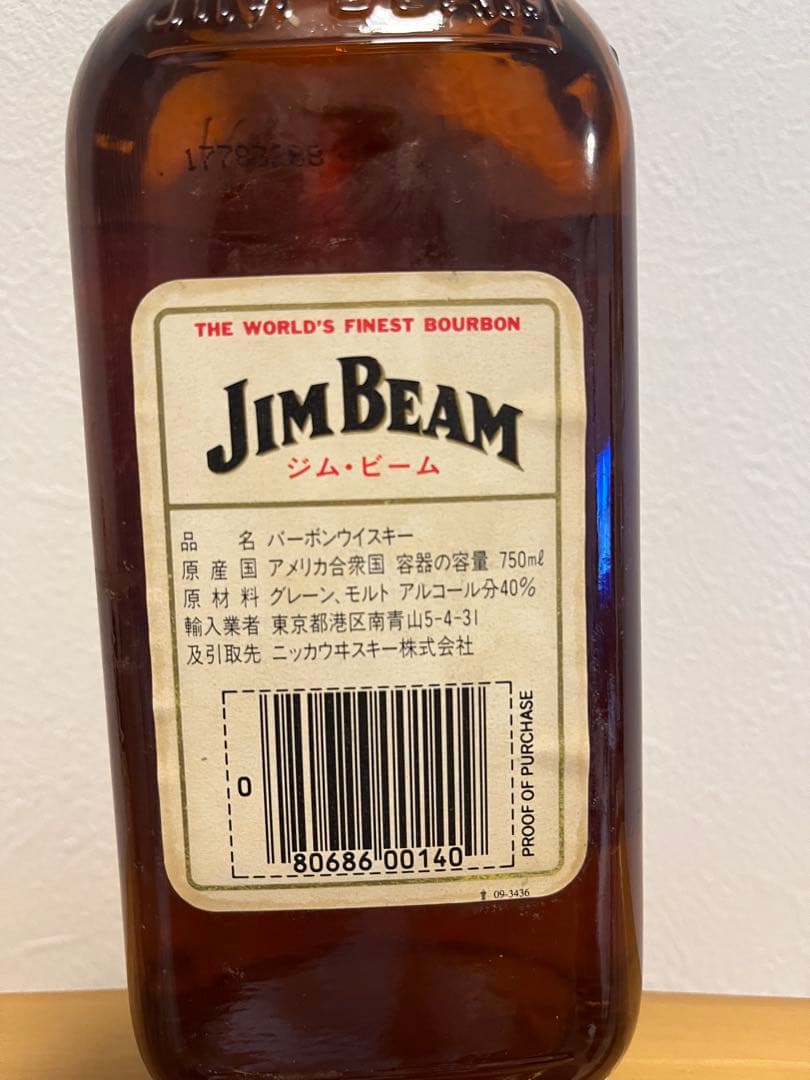 JIM BEAM
THE WORLD'S FINEST BOURBON
JIM BEAM
ジム・ビーム
品名 バーボンウイスキー
原産国 アメリカ合衆国 容器の容量 750mℓ
原材料 グレーン、モルト アルコール分40%
輸入業者 東京都港区南青山5-4-31
及引取先 ニッカウヰスキー株式会社
0
80686 00140
PROOF OF PURCHASE
09-3436